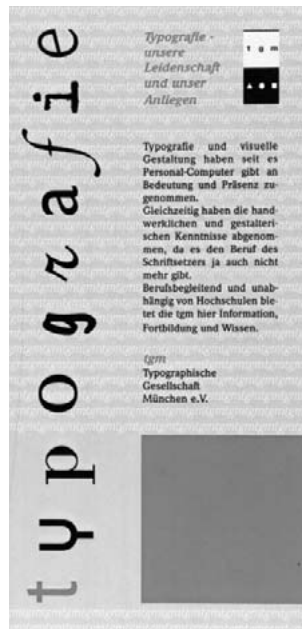 typografie
Typografie -
unsere
Leidenschaft
und unser
Anliegen
t g m
Typografie und visuelle
Gestaltung haben seit es
Personal-Computer gibt an
Bedeutung und Präsenz zu-
genommen.
Gleichzeitig haben die hand-
werklichen und gestalteri-
schen Kenntnisse abgenom-
men, da es den Beruf des
Schriftsetzers ja auch nicht
mehr gibt.
Berufsbegleitend und unab-
hängig von Hochschulen bie-
tet die tgm hier Information,
Fortbildung und Wissen.
tgm
Typographische
Gesellschaft
München e.V.